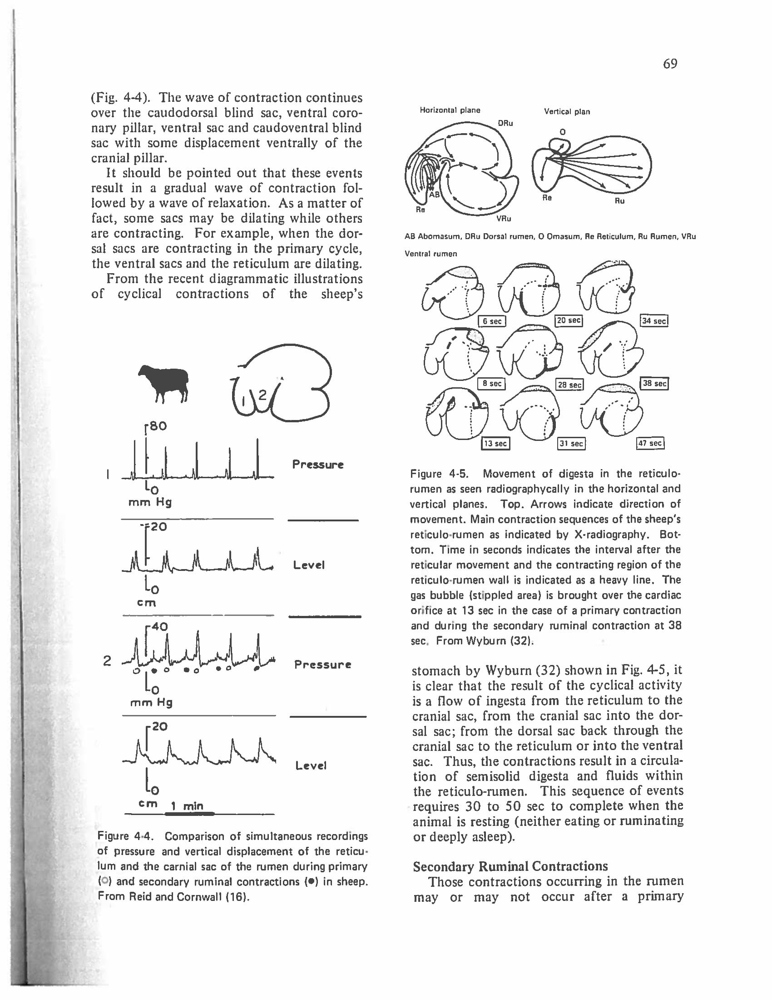 69
(Fig. 4-4). The wave of contraction continues
over the caudodorsal blind sac, ventral coro-
nary pillar, ventral sac and caudoventral blind
sac with some displacement ventrally of the
cranial pillar.
It should be pointed out that these events
result in a gradual wave of contraction fol-
lowed by a wave of relaxation. As a matter of
fact, some sacs may be dilating while others
are contracting. For example, when the dor-
sal sacs are contracting in the primary cycle,
the ventral sacs and the reticulum are dilating.
From the recent diagrammatic illustrations
of cyclical contractions of the sheep's
1 2
80
1
Pressure
0
mm Hg
20
Level
0
cm
40
2
Pressure
0
mm Hg
20
Level
0
cm 1 min
Figure 4-4. Comparison of simultaneous recordings
of pressure and vertical displacement of the reticu-
lum and the carnial sac of the rumen during primary
(○) and secondary ruminal contractions (●) in sheep.
From Reid and Cornwall (16).
Horizontal plane Vertical plan
DRu
O
AB
Re
VRu
Re
Ru
AB Abomasum, DRu Dorsal rumen, O Omasum, Re Reticulum, Ru Rumen, VRu
Ventral rumen
6 sec 20 sec 34 sec
8 sec 28 sec 38 sec
13 sec 31 sec 47 sec
Figure 4-5. Movement of digesta in the reticulo-
rumen as seen radiographycally in the horizontal and
vertical planes. Top. Arrows indicate direction of
movement. Main contraction sequences of the sheep's
reticulo-rumen as indicated by X-radiography. Bot-
tom. Time in seconds indicates the interval after the
reticular movement and the contracting region of the
reticulo-rumen wall is indicated as a heavy line. The
gas bubble (stippled area) is brought over the cardiac
orifice at 13 sec in the case of a primary contraction
and during the secondary ruminal contraction at 38
sec. From Wyburn (32).
stomach by Wyburn (32) shown in Fig. 4-5, it
is clear that the result of the cyclical activity
is a flow of ingesta from the reticulum to the
cranial sac, from the cranial sac into the dor-
sal sac; from the dorsal sac back through the
cranial sac to the reticulum or into the ventral
sac. Thus, the contractions result in a circula-
tion of semisolid digesta and fluids within
the reticulo-rumen. This sequence of events
requires 30 to 50 sec to complete when the
animal is resting (neither eating or ruminating
or deeply asleep).
Secondary Ruminal Contractions
Those contractions occurring in the rumen
may or may not occur after a primary